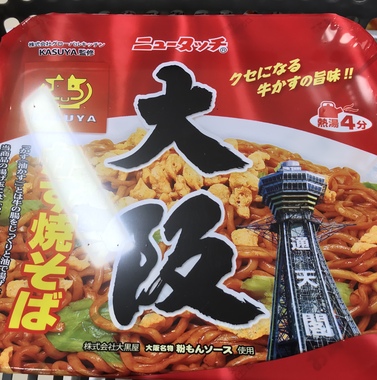 株式会社グローバルキッチン
KASUYA監修
ニュータッチ®
クセになる
牛かすの旨味!!
熱湯4分
大阪
焼そば
通天閣
株式会社大黒屋 大阪名物 粉もんソース 使用